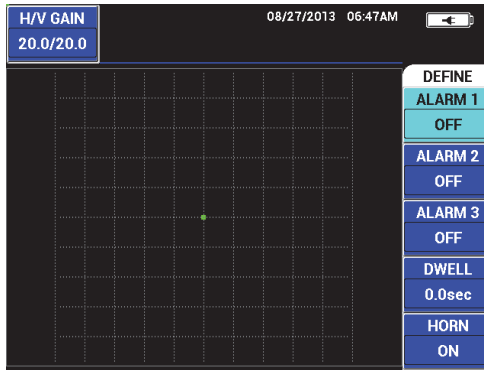 H/V GAIN
20.0/20.0
08/27/2013 06:47AM
DEFINE
ALARM 1
OFF
ALARM 2
OFF
ALARM 3
OFF
DWELL
0.0sec
HORN
ON